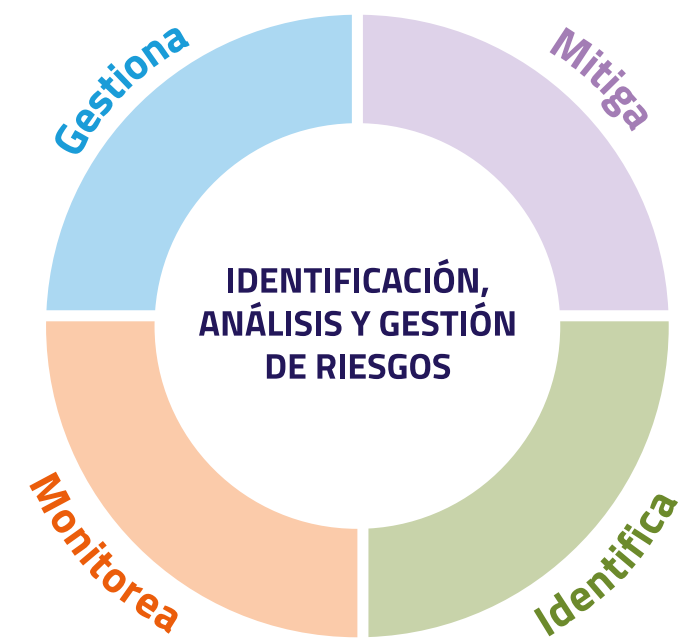 Gestiona
Mitiga
IDENTIFICACIÓN,
ANÁLISIS Y GESTIÓN
DE RIESGOS
Monitorea
Identifica